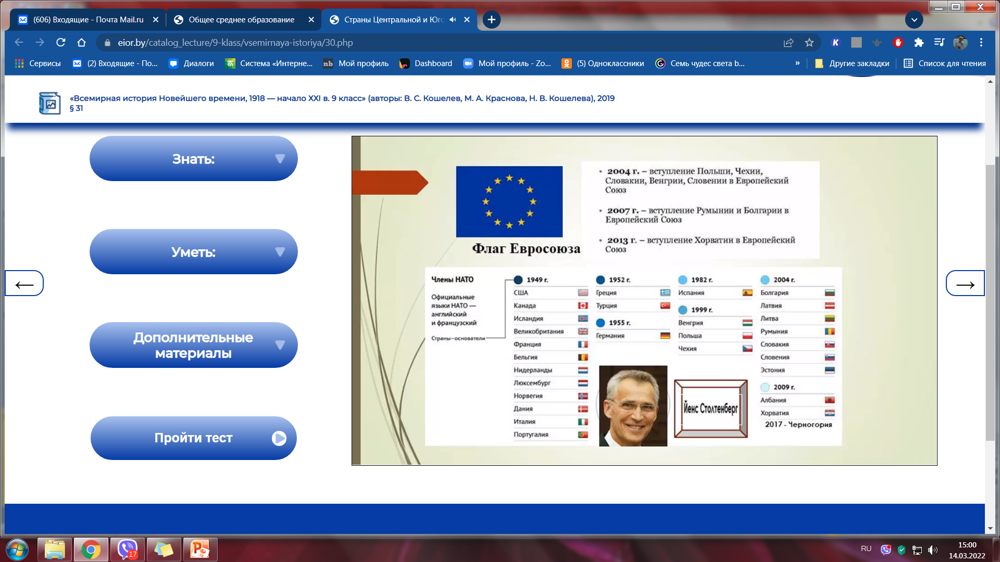 (606) Входящие - Почта Mail.ru
Общее среднее образование
Страны Центральной и Юго
eior.by/catalog_lecture/9-klass/vsemirnaya-istoriya/30.php
Сервисы
(2) Входящие - По...
Диалоги
Система «Интерне...
nb Мой профиль
Dashboard
Мой профиль - Zo...
(5) Одноклассники
Семь чудес света b...
»
Другие закладки
Список для чтения
«Всемирная история Новейшего времени, 1918 — начало XXI в. 9 класс» (авторы: В. С. Кошелев, М. А. Краснова, Н. В. Кошелева), 2019
§ 31
Знать:
Уметь:
Дополнительные
материалы
Пройти тест
←
→
Флаг Евросоюза
• 2004 г. – вступление Польши, Чехии,
Словакии, Венгрии, Словении в Европейский
Союз
• 2007 г. – вступление Румынии и Болгарии в
Европейский Союз
• 2013 г. – вступление Хорватии в Европейский
Союз
Члены НАТО
Официальные
языки НАТО —
английский
и французский
Страны–основатели
1949 г.
США
Канада
Исландия
Великобритания
Франция
Бельгия
Нидерланды
Люксембург
Норвегия
Дания
Италия
Португалия
1952 г.
Греция
Турция
1955 г.
Германия
1982 г.
Испания
1999 г.
Венгрия
Польша
Чехия
2004 г.
Болгария
Латвия
Литва
Румыния
Словакия
Словения
Эстония
2009 г.
Албания
Хорватия
2017 - Черногория
Йенс Столтенберг
17
RU
15:00
14.03.2022